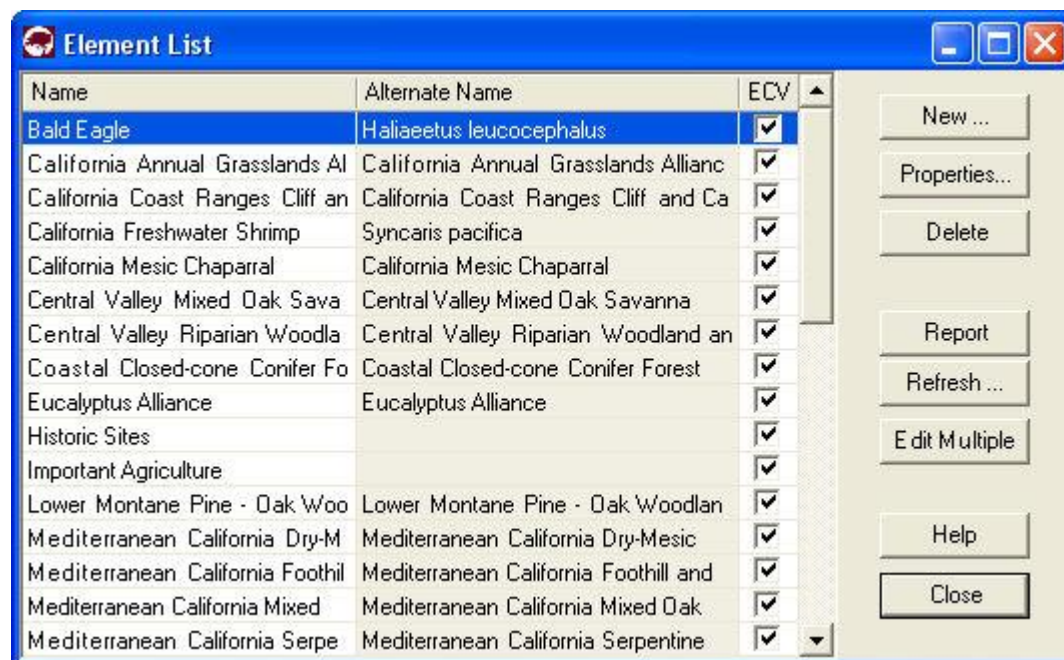 Element List
Name Alternate Name ECV
Bald Eagle Haliaeetus leucocephalus
California Annual Grasslands Al California Annual Grasslands Allianc
California Coast Ranges Cliff an California Coast Ranges Cliff and Ca
California Freshwater Shrimp Syncaris pacifica
California Mesic Chaparral California Mesic Chaparral
Central Valley Mixed Oak Sava Central Valley Mixed Oak Savanna
Central Valley Riparian Woodla Central Valley Riparian Woodland an
Coastal Closed-cone Conifer Fo Coastal Closed-cone Conifer Forest
Eucalyptus Alliance Eucalyptus Alliance
Historic Sites
Important Agriculture
Lower Montane Pine - Oak Woo Lower Montane Pine - Oak Woodlan
Mediterranean California Dry-M Mediterranean California Dry-Mesic
Mediterranean California Foothil Mediterranean California Foothill and
Mediterranean California Mixed Mediterranean California Mixed Oak
Mediterranean California Serpe Mediterranean California Serpentine
New ...
Properties...
Delete
Report
Refresh ...
Edit Multiple
Help
Close